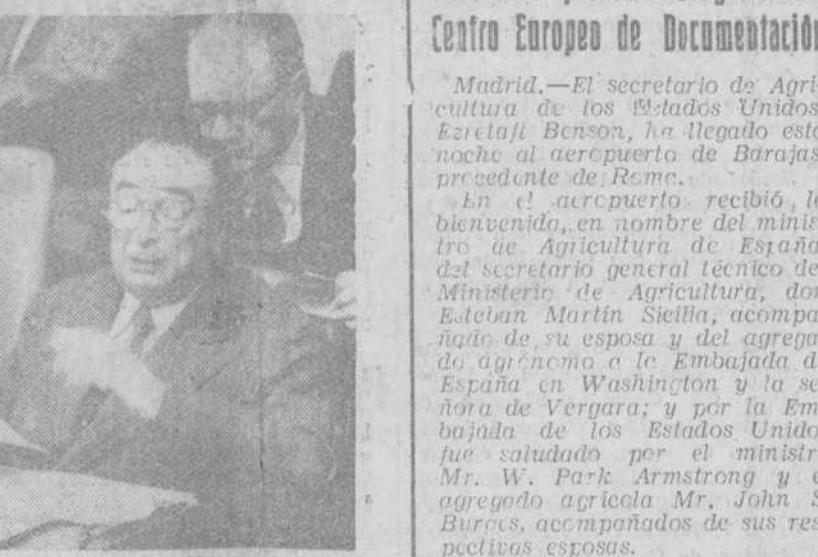 Centro Europeo de Documentación
Madrid.—El secretario de Agri-
cultura de los Estados Unidos
Ezretaft Benson, ha llegado esta
noche al aeropuerto de Barajas
procedente de Roma.
En el aeropuerto recibió la
bienvenida, en nombre del minis-
tro de Agricultura de España
del secretario general técnico de
Ministerio de Agricultura, don
Esteban Martín Sicilia, acompa-
ñado de su esposa y del agrega-
do agrónomo a la Embajada d
España en Washington y la se
ñora de Vergara; y por la Em
bajada de los Estados Unido
fue saludado por el ministr
Mr. W. Park Armstrong y e
agregado agrícola Mr. John S
Burgcs, acompañados de sus res
pectivas esposas.